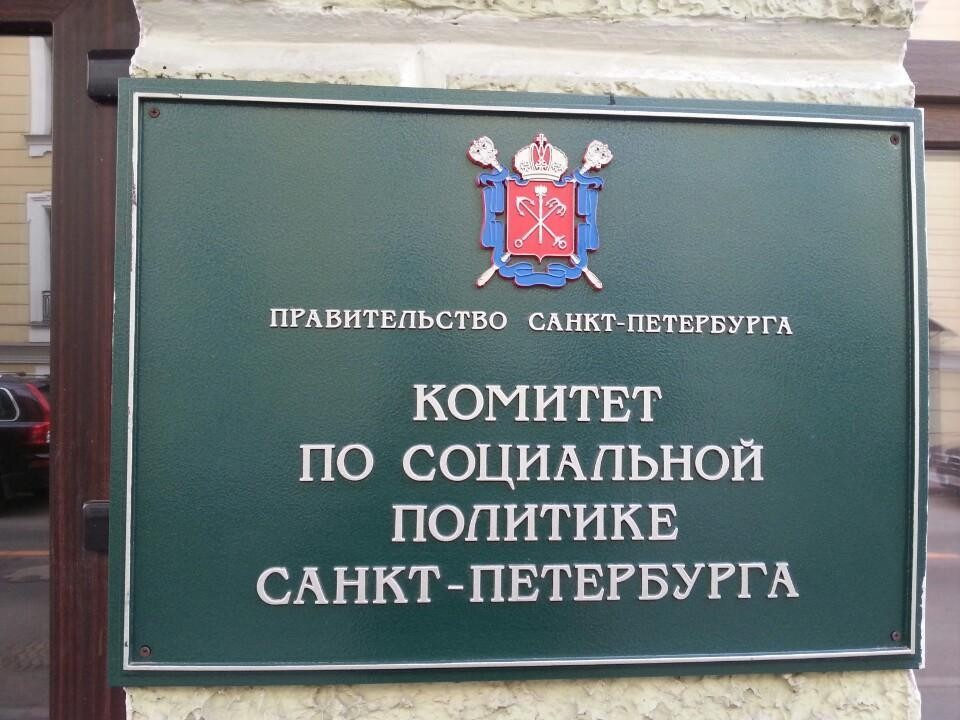 ПРАВИТЕЛЬСТВО САНКТ-ПЕТЕРБУРГА
КОМИТЕТ
ПО СОЦИАЛЬНОЙ
ПОЛИТИКЕ
САНКТ-ПЕТЕРБУРГА